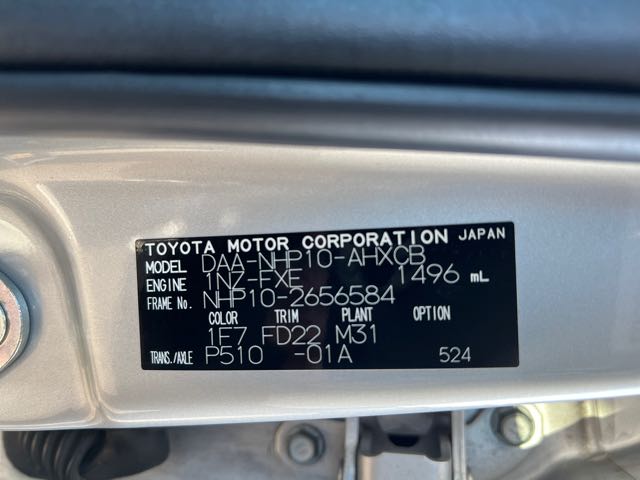 TOYOTA MOTOR CORPORATION JAPAN
MODEL DAA-NHP10-AHXCB
ENGINE 1NZ-FXE 1496 mL
FRAME No. NHP10-2656584
COLOR TRIM PLANT OPTION
1F7 FD22 M31
TRANS./AXLE P510 -01A 524